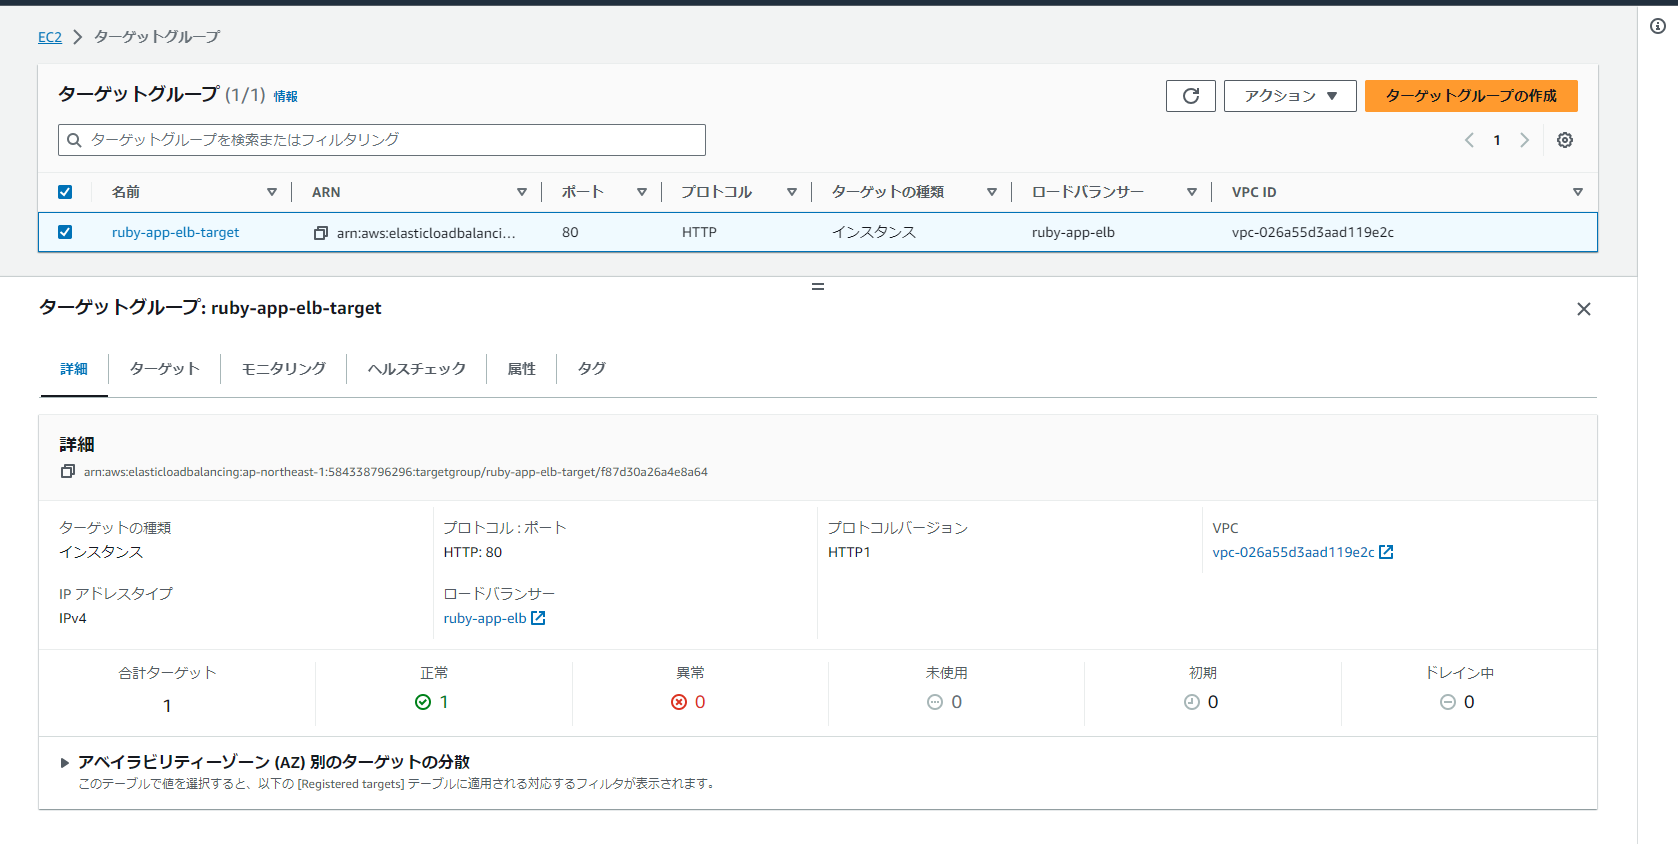 EC2 > ターゲットグループ
ターゲットグループ (1/1) 情報
アクション ▼
ターゲットグループの作成
ターゲットグループを検索またはフィルタリング
1
名前 ARN ポート プロトコル ターゲットの種類 ロードバランサー VPC ID
ruby-app-elb-target arn:aws:elasticloadbalanci... 80 HTTP インスタンス ruby-app-elb vpc-026a55d3aad119e2c
ターゲットグループ: ruby-app-elb-target
詳細 ターゲット モニタリング ヘルスチェック 属性 タグ
詳細
arn:aws:elasticloadbalancing:ap-northeast-1:584338796296:targetgroup/ruby-app-elb-target/f87d30a26a4e8a64
ターゲットの種類 プロトコル : ポート プロトコルバージョン VPC
インスタンス HTTP: 80 HTTP1 vpc-026a55d3aad119e2c
IP アドレスタイプ ロードバランサー
IPv4 ruby-app-elb
合計ターゲット 正常 異常 未使用 初期 ドレイン中
1 1 0 0 0 0
アベイラビリティーゾーン (AZ) 別のターゲットの分散
このテーブルで値を選択すると、以下の [Registered targets] テーブルに適用される対応するフィルタが表示されます。